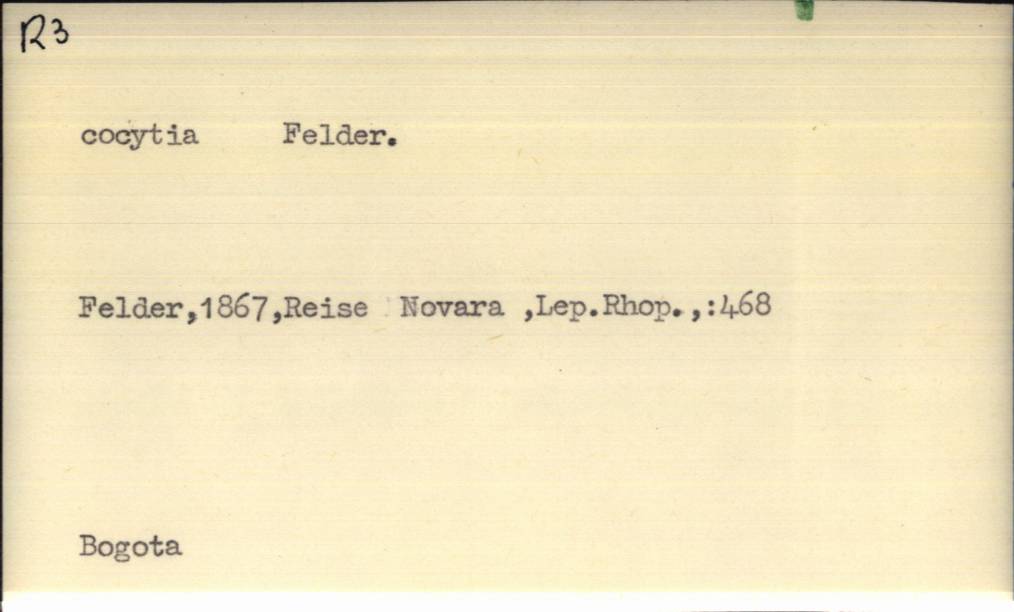 R3
cocytia Felder.
Felder,1867,Reise Novara ,Lep.Rhop.,:468
Bogota